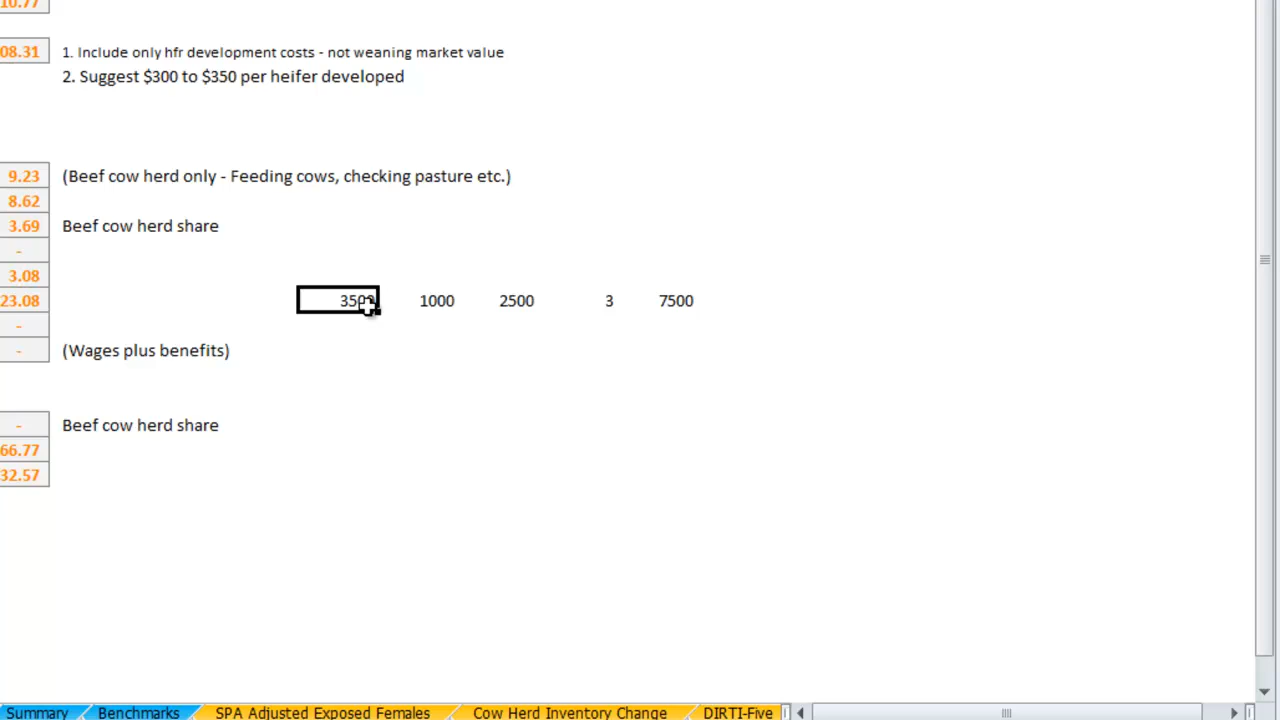 10.77
08.31 1. Include only hfr development costs - not weaning market value
2. Suggest $300 to $350 per heifer developed
9.23 (Beef cow herd only - Feeding cows, checking pasture etc.)
8.62
3.69 Beef cow herd share
-
3.08
23.08 3500 1000 2500 3 7500
-
- (Wages plus benefits)
- Beef cow herd share
66.77
32.57
Summary Benchmarks SPA Adjusted Exposed Females Cow Herd Inventory Change DIRTI-Five